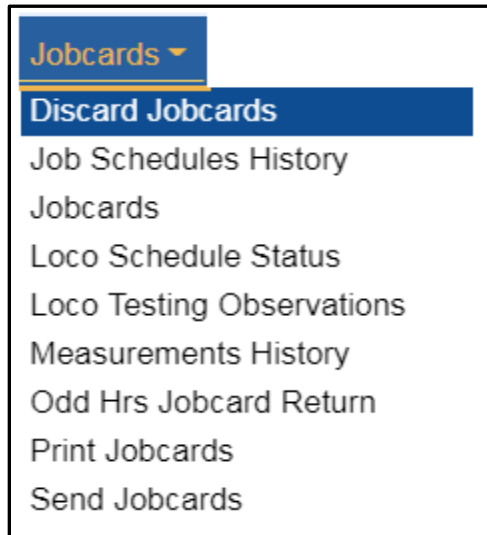 Jobcards
Discard Jobcards
Job Schedules History
Jobcards
Loco Schedule Status
Loco Testing Observations
Measurements History
Odd Hrs Jobcard Return
Print Jobcards
Send Jobcards